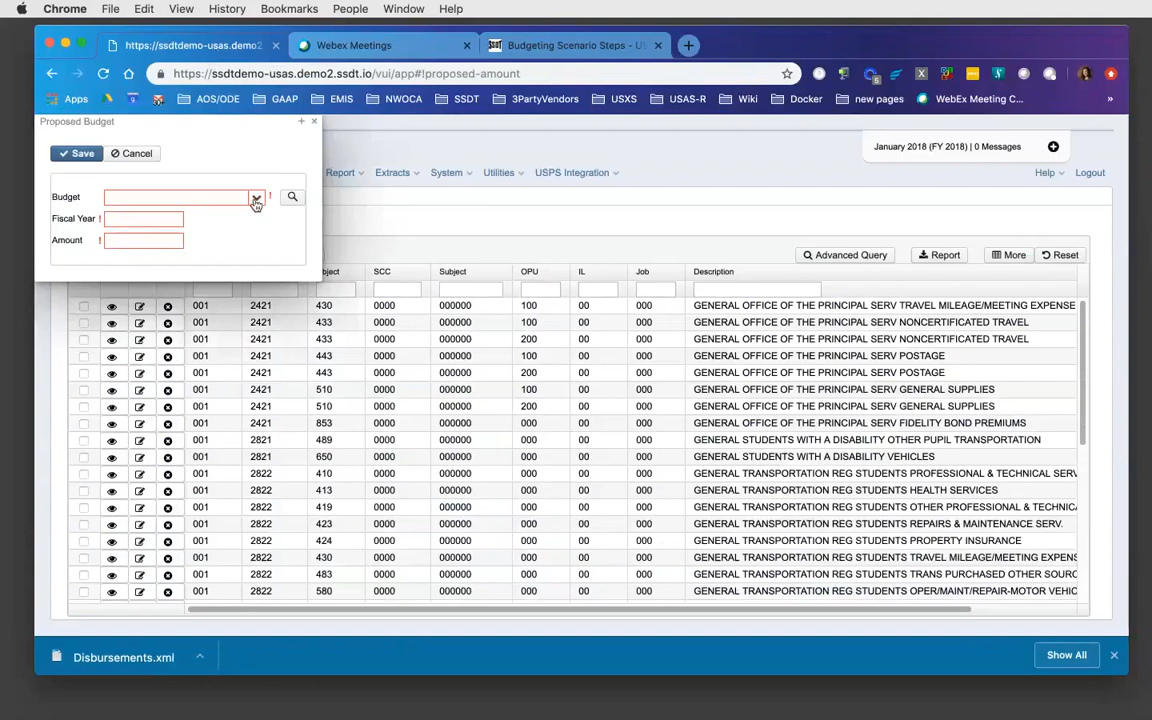 Chrome File Edit View History Bookmarks People Window Help
https://ssdtdemo-usas.demo2 Webex Meetings Budgeting Scenario Steps - U
https://ssdtdemo-usas.demo2.ssdt.io/vui/app#!proposed-amount
Apps AOS/ODE GAAP EMIS NWOCA SSDT 3PartyVendors USXS USAS-R Wiki Docker new pages WebEx Meeting C... »
Proposed Budget
January 2018 (FY 2018) | 0 Messages
Save Cancel
Report Extracts System Utilities USPS Integration Help Logout
Budget !
Fiscal Year !
Amount !
Advanced Query Report More Reset
ject SCC Subject OPU IL Job Description
001 2421 430 0000 000000 100 00 000 GENERAL OFFICE OF THE PRINCIPAL SERV TRAVEL MILEAGE/MEETING EXPENSE
001 2421 433 0000 000000 100 00 000 GENERAL OFFICE OF THE PRINCIPAL SERV NONCERTIFICATED TRAVEL
001 2421 433 0000 000000 200 00 000 GENERAL OFFICE OF THE PRINCIPAL SERV NONCERTIFICATED TRAVEL
001 2421 443 0000 000000 100 00 000 GENERAL OFFICE OF THE PRINCIPAL SERV POSTAGE
001 2421 443 0000 000000 200 00 000 GENERAL OFFICE OF THE PRINCIPAL SERV POSTAGE
001 2421 510 0000 000000 100 00 000 GENERAL OFFICE OF THE PRINCIPAL SERV GENERAL SUPPLIES
001 2421 510 0000 000000 200 00 000 GENERAL OFFICE OF THE PRINCIPAL SERV GENERAL SUPPLIES
001 2421 853 0000 000000 000 00 000 GENERAL OFFICE OF THE PRINCIPAL SERV FIDELITY BOND PREMIUMS
001 2821 489 0000 000000 000 00 000 GENERAL STUDENTS WITH A DISABILITY OTHER PUPIL TRANSPORTATION
001 2821 650 0000 000000 000 00 000 GENERAL STUDENTS WITH A DISABILITY VEHICLES
001 2822 410 0000 000000 000 00 000 GENERAL TRANSPORTATION REG STUDENTS PROFESSIONAL & TECHNICAL SERV
001 2822 413 0000 000000 000 00 000 GENERAL TRANSPORTATION REG STUDENTS HEALTH SERVICES
001 2822 419 0000 000000 000 00 000 GENERAL TRANSPORTATION REG STUDENTS OTHER PROFESSIONAL & TECHNICA
001 2822 423 0000 000000 000 00 000 GENERAL TRANSPORTATION REG STUDENTS REPAIRS & MAINTENANCE SERV.
001 2822 424 0000 000000 000 00 000 GENERAL TRANSPORTATION REG STUDENTS PROPERTY INSURANCE
001 2822 430 0000 000000 000 00 000 GENERAL TRANSPORTATION REG STUDENTS TRAVEL MILEAGE/MEETING EXPENS
001 2822 483 0000 000000 000 00 000 GENERAL TRANSPORTATION REG STUDENTS TRANS PURCHASED OTHER SOURC
001 2822 580 0000 000000 000 00 000 GENERAL TRANSPORTATION REG STUDENTS OPER/MAINT/REPAIR-MOTOR VEHIC
Disbursements.xml Show All